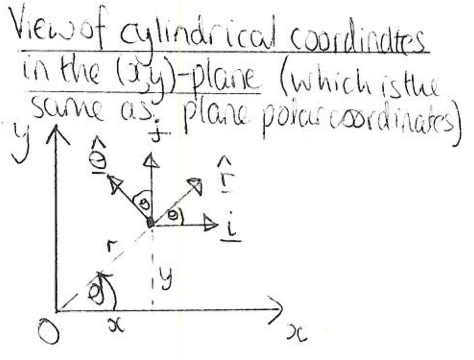 View of cylindrical coordinates
in the (x,y)-plane (which is the
same as plane polar coordinates)
y
j
θ̂
r̂
θ
θ
i
r
y
θ
O
x
x